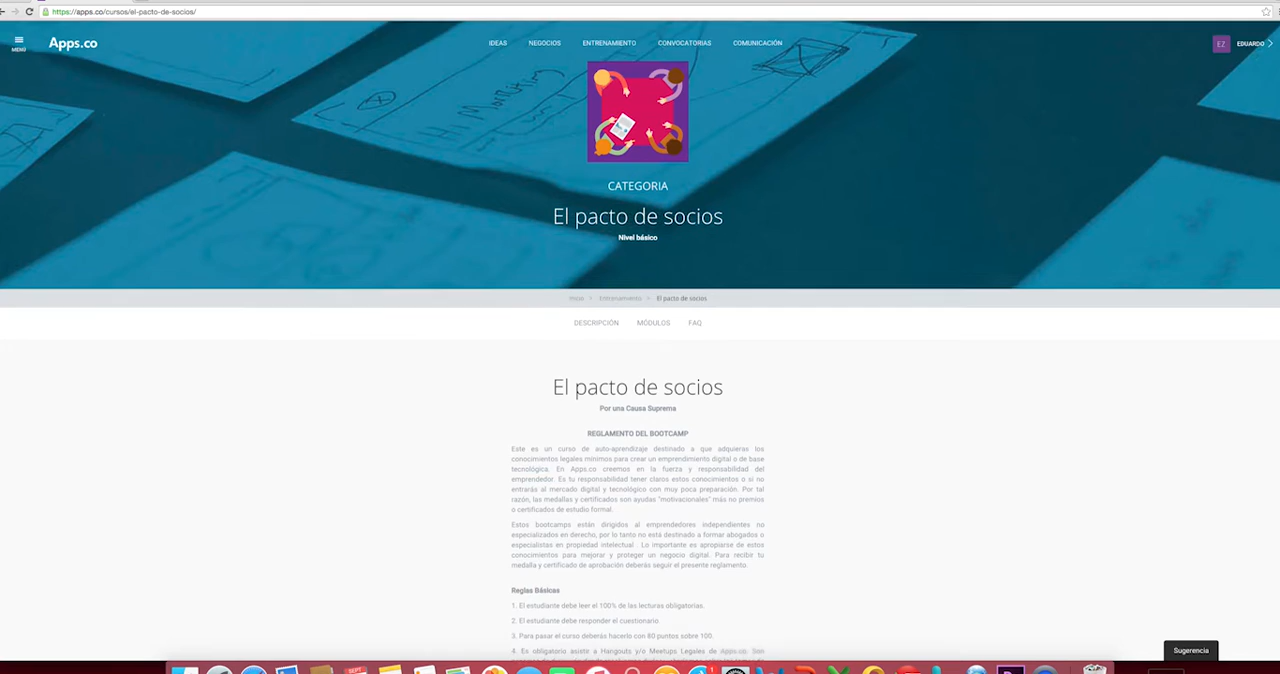 https://apps.co/cursos/el-pacto-de-socios/
MENÚ
Apps.co
IDEAS NEGOCIOS ENTRENAMIENTO CONVOCATORIAS COMUNICACIÓN
EZ EDUARDO
CATEGORIA
El pacto de socios
Nivel básico
Inicio > Entrenamiento > El pacto de socios
DESCRIPCIÓN MÓDULOS FAQ
El pacto de socios
Por una Causa Suprema
REGLAMENTO DEL BOOTCAMP
Este es un curso de auto-aprendizaje destinado a que adquieras los
conocimientos legales mínimos para crear un emprendimiento digital o de base
tecnológica. En Apps.co creemos en la fuerza y responsabilidad del
emprendedor. Es tu responsabilidad tener claros estos conocimientos o si no
entrarás al mercado digital y tecnológico con muy poca preparación. Por tal
razón, las medallas y certificados son ayudas "motivacionales" más no premios
o certificados de estudio formal.
Estos bootcamps están dirigidos al emprendedores independientes no
especializados en derecho, por lo tanto no está destinado a formar abogados o
especialistas en propiedad intelectual . Lo importante es apropiarse de estos
conocimientos para mejorar y proteger un negocio digital. Para recibir tu
medalla y certificado de aprobación deberás seguir el presente reglamento.
Reglas Básicas
1. El estudiante debe leer el 100% de las lecturas obligatorias.
2. El estudiante debe responder el cuestionario.
3. Para pasar el curso deberás hacerlo con 80 puntos sobre 100.
4. Es obligatorio asistir a Hangouts y/o Meetups Legales de Apps.co. Son
Sugerencia
SEPT